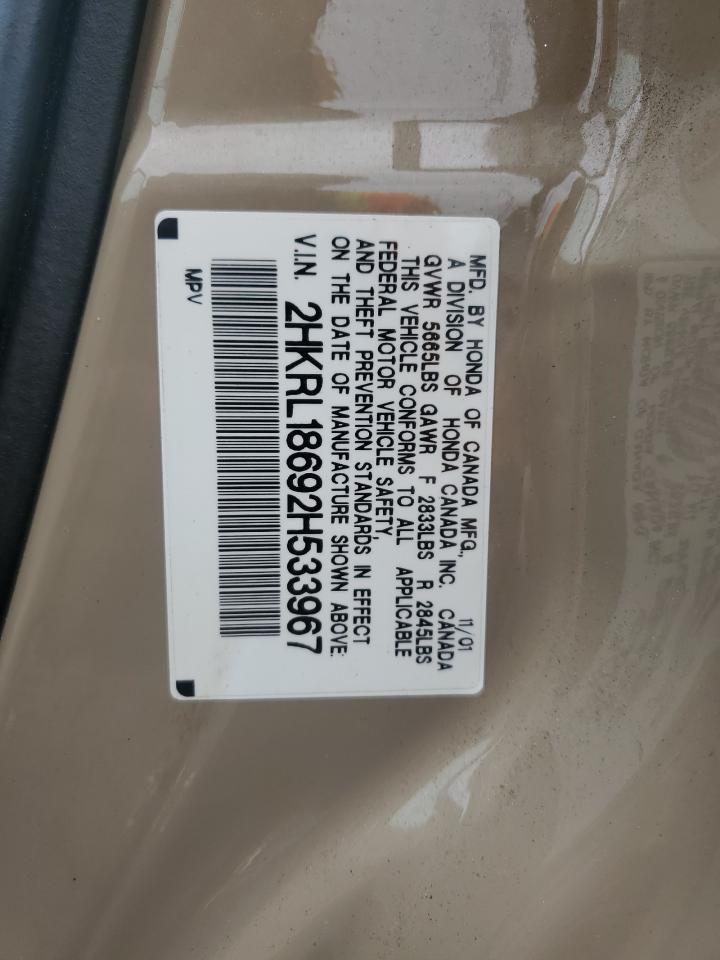 MFD. BY HONDA OF CANADA MFG., 11/01
A DIVISION OF HONDA CANADA INC. CANADA
GVWR 5665LBS GAWR F 2833LBS R 2845LBS
THIS VEHICLE CONFORMS TO ALL APPLICABLE
FEDERAL MOTOR VEHICLE SAFETY,
AND THEFT PREVENTION STANDARDS IN EFFECT
ON THE DATE OF MANUFACTURE SHOWN ABOVE.
V.I.N. 2HKRL18692H533967
MPV